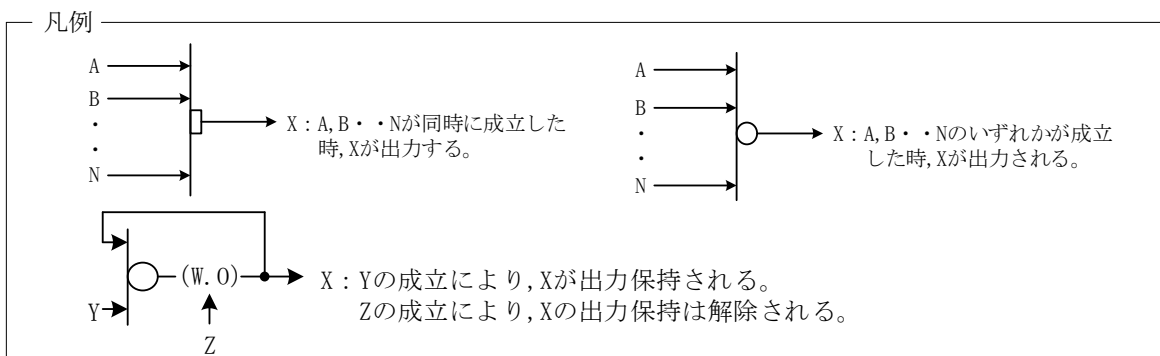 凡例
A
B
・
・
N
X：A,B・・Nが同時に成立した
時,Xが出力する。
A
B
・
・
N
X：A,B・・Nのいずれかが成立
した時,Xが出力される。
Y
(W.O)
Z
X：Yの成立により,Xが出力保持される。
Zの成立により,Xの出力保持は解除される。